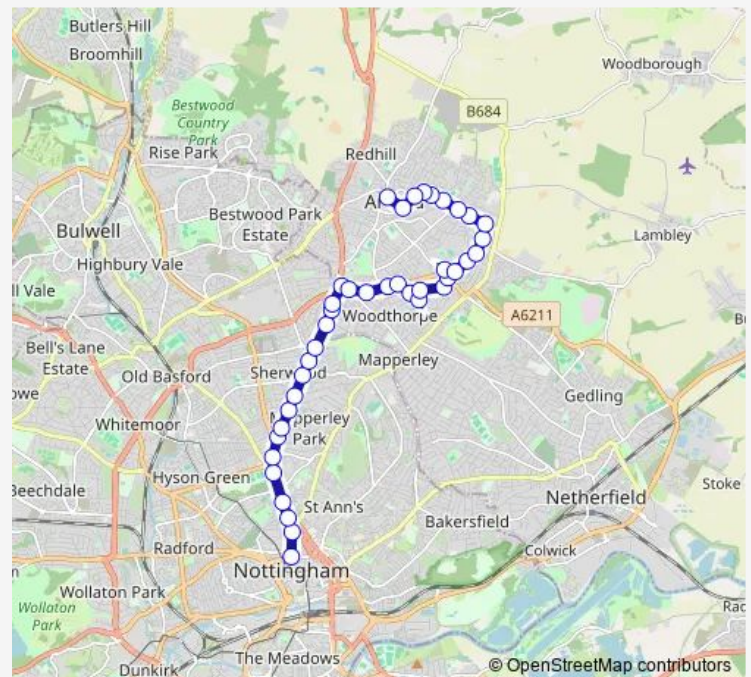 Butlers Hill
Broomhill
Woodborough
B684
Bestwood
Country
Park
Rise Park
Redhill
Bestwood Park
Estate
Bulwell
Lambley
Highbury Vale
ll Vale
A6211
Woodthorpe
Bell's Lane
Estate
Old Basford
Sherwood
Mapperley
Gedling
Whitemoor
Mapperley
Park
Hyson Green
Beechdale
St Ann's
Netherfield
Stoke
Bakersfield
Radford
Colwick
Nottingham
Wollaton Park
Wollaton
Park
The Meadows
Dunkirk
© OpenStreetMap contributors